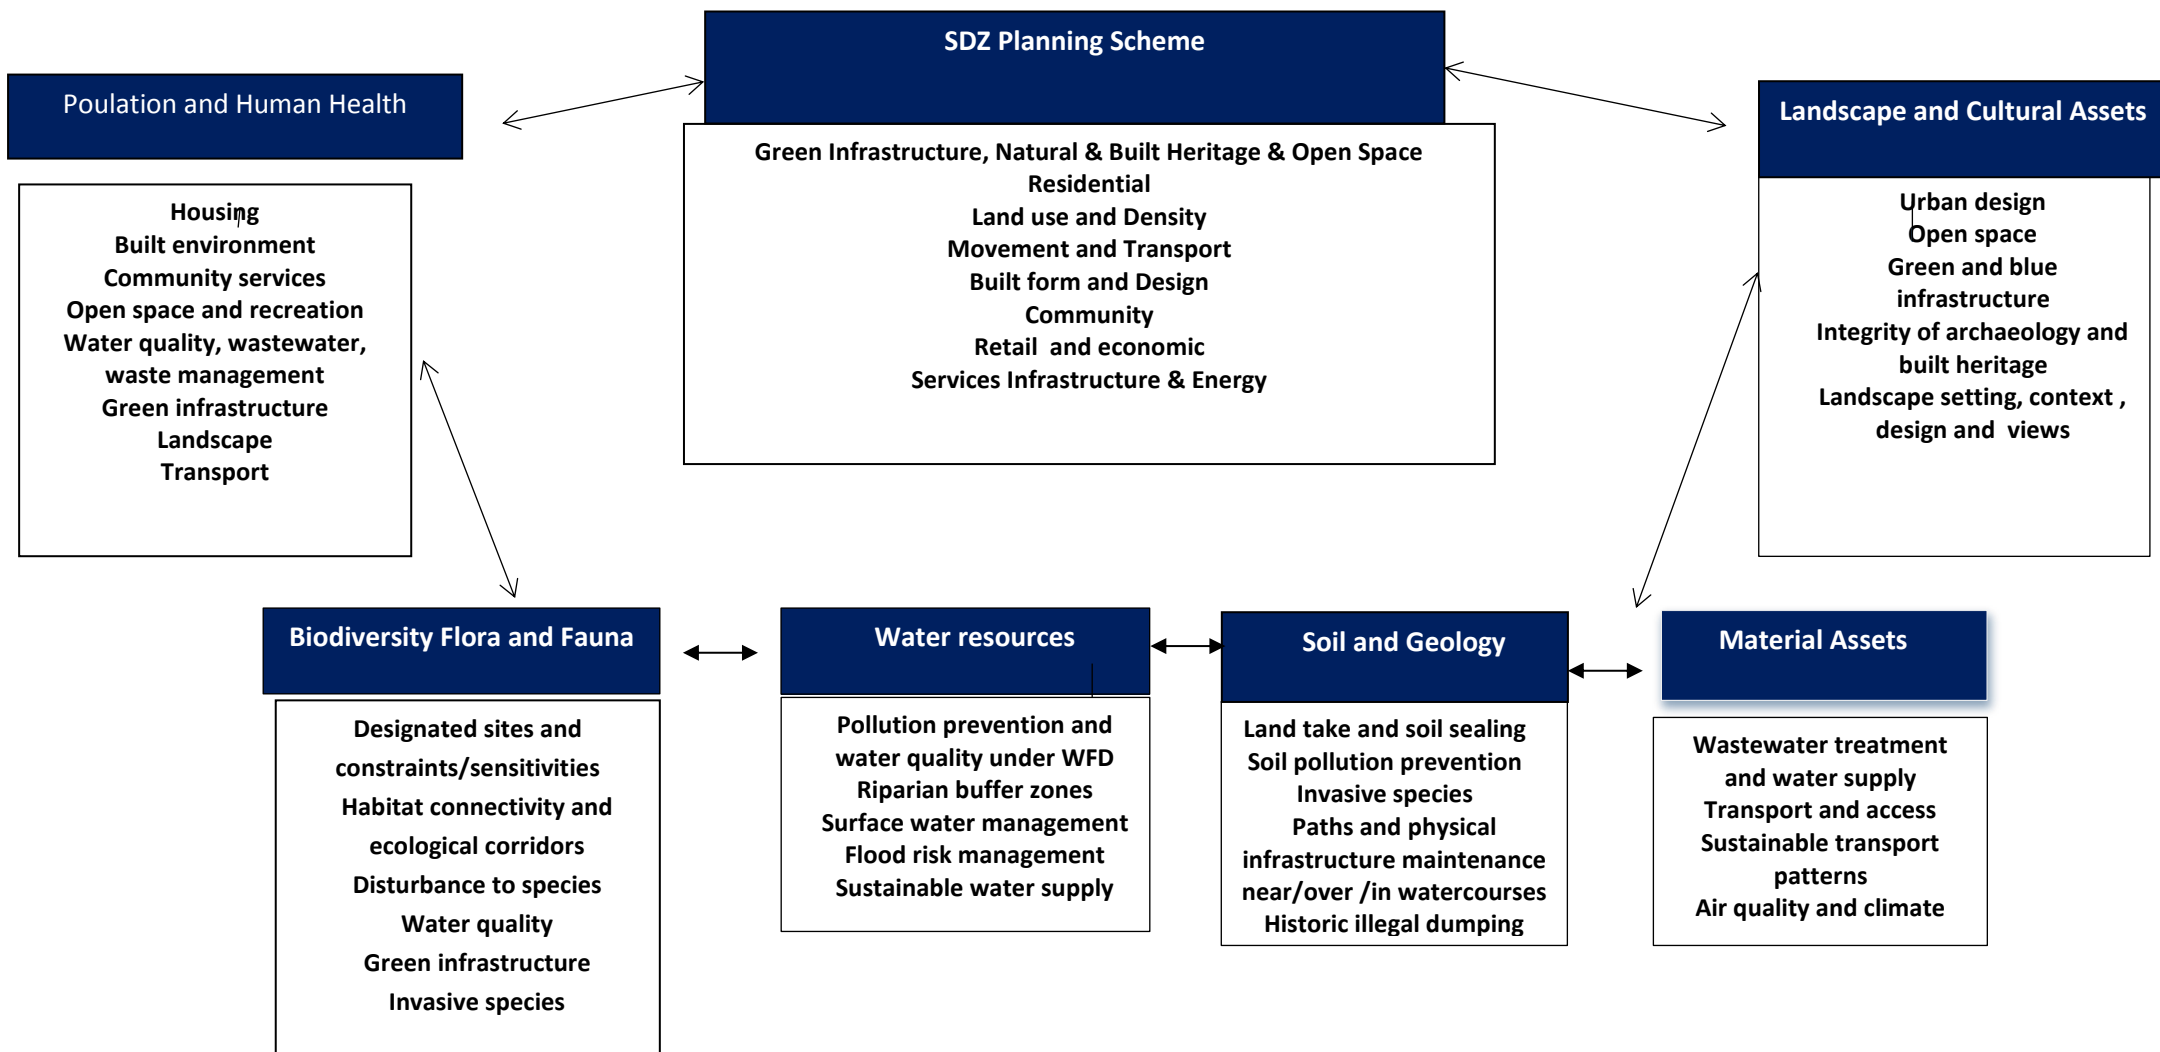 SDZ Planning Scheme
Green Infrastructure, Natural & Built Heritage & Open Space
Residential
Land use and Density
Movement and Transport
Built form and Design
Community
Retail and economic
Services Infrastructure & Energy
Poulation and Human Health
Housing
Built environment
Community services
Open space and recreation
Water quality, wastewater,
waste management
Green infrastructure
Landscape
Transport
Landscape and Cultural Assets
Urban design
Open space
Green and blue
infrastructure
Integrity of archaeology and
built heritage
Landscape setting, context ,
design and views
Biodiversity Flora and Fauna
Designated sites and
constraints/sensitivities
Habitat connectivity and
ecological corridors
Disturbance to species
Water quality
Green infrastructure
Invasive species
Water resources
Pollution prevention and
water quality under WFD
Riparian buffer zones
Surface water management
Flood risk management
Sustainable water supply
Soil and Geology
Land take and soil sealing
Soil pollution prevention
Invasive species
Paths and physical
infrastructure maintenance
near/over /in watercourses
Historic illegal dumping
Material Assets
Wastewater treatment
and water supply
Transport and access
Sustainable transport
patterns
Air quality and climate